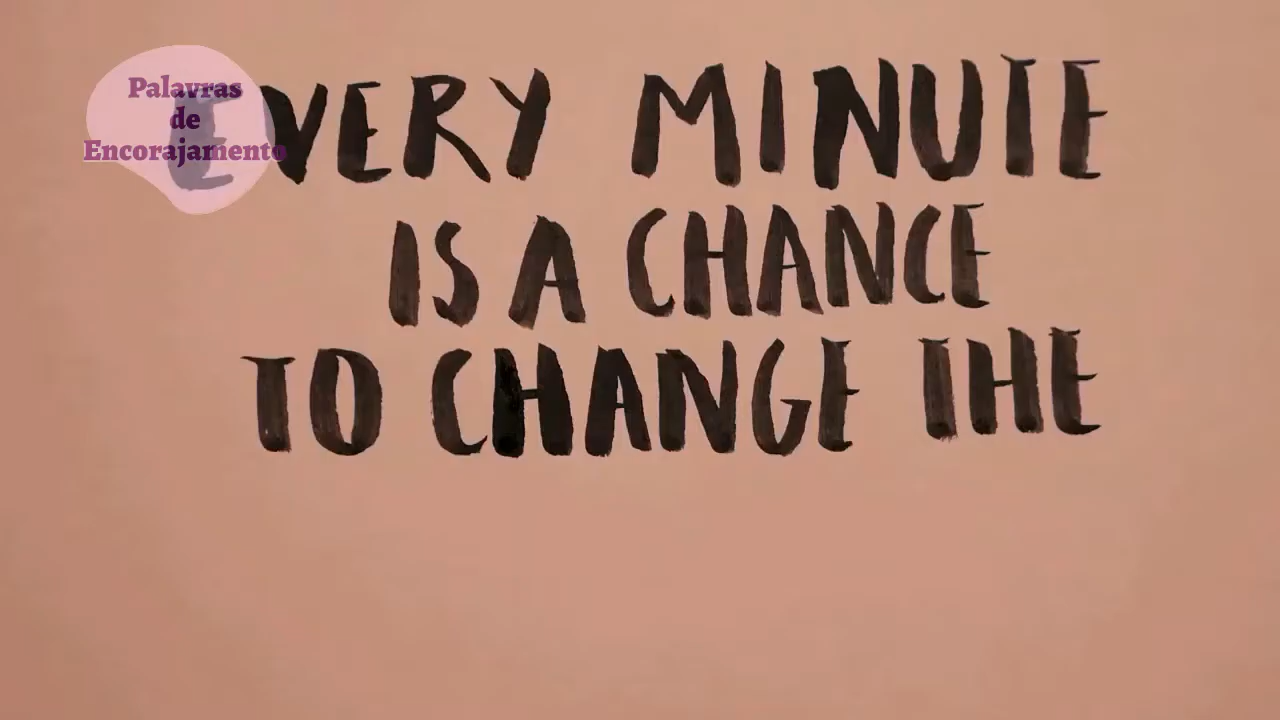 Palavras
de
Encorajamento
EVERY MINUTE
IS A CHANCE
TO CHANGE THE